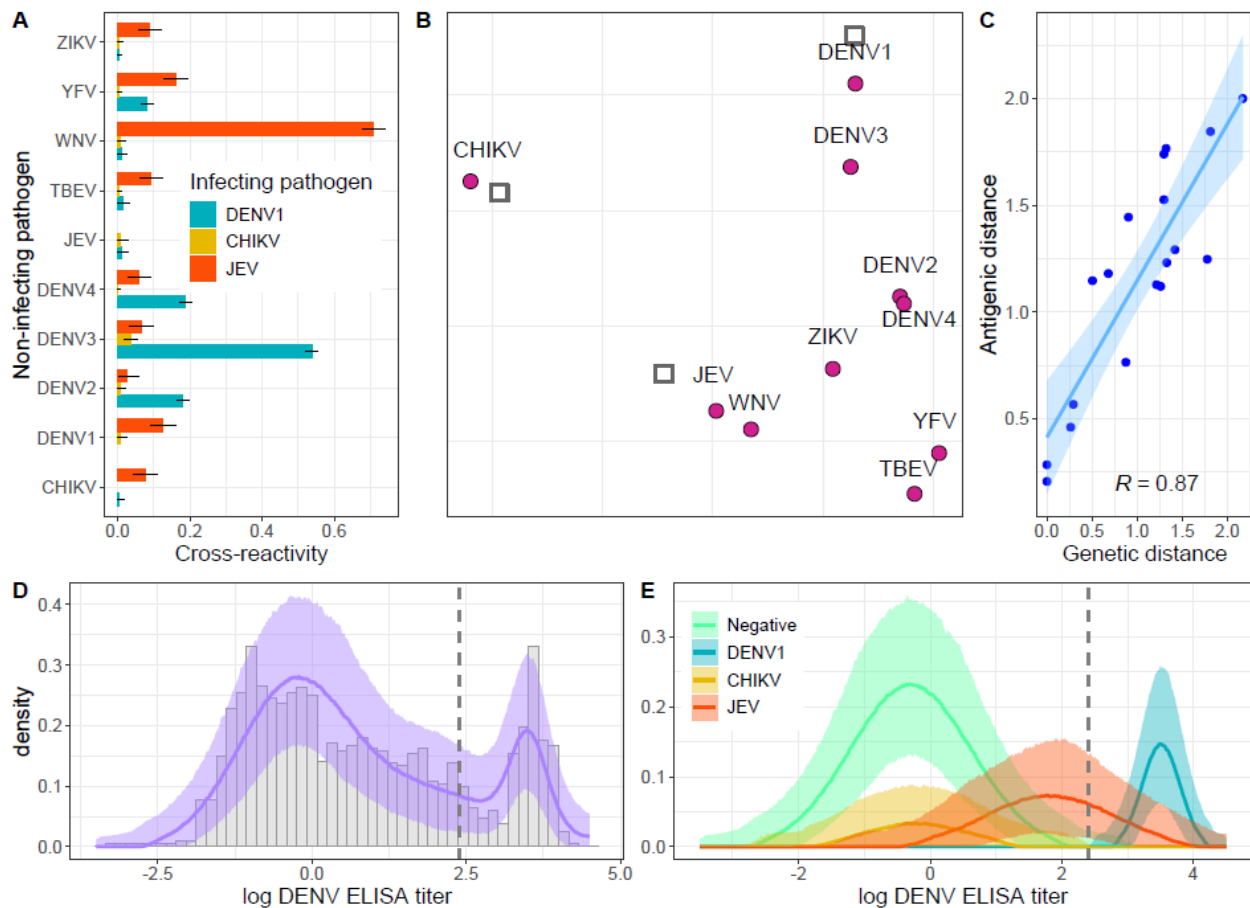 A
Non-infecting pathogen
ZIKV
YFV
WNV
TBEV
JEV
DENV4
DENV3
DENV2
DENV1
CHIKV
Infecting pathogen
DENV1
CHIKV
JEV
0.0 0.2 0.4 0.6
Cross-reactivity
B
DENV1
DENV3
CHIKV
DENV2
DENV4
ZIKV
JEV
WNV
YFV
TBEV
C
Antigenic distance
2.0
1.5
1.0
0.5
R = 0.87
0.0 0.5 1.0 1.5 2.0
Genetic distance
D
density
0.4
0.3
0.2
0.1
0.0
-2.5 0.0 2.5 5.0
log DENV ELISA titer
E
0.3
0.2
0.1
0.0
Negative
DENV1
CHIKV
JEV
-2 0 2 4
log DENV ELISA titer